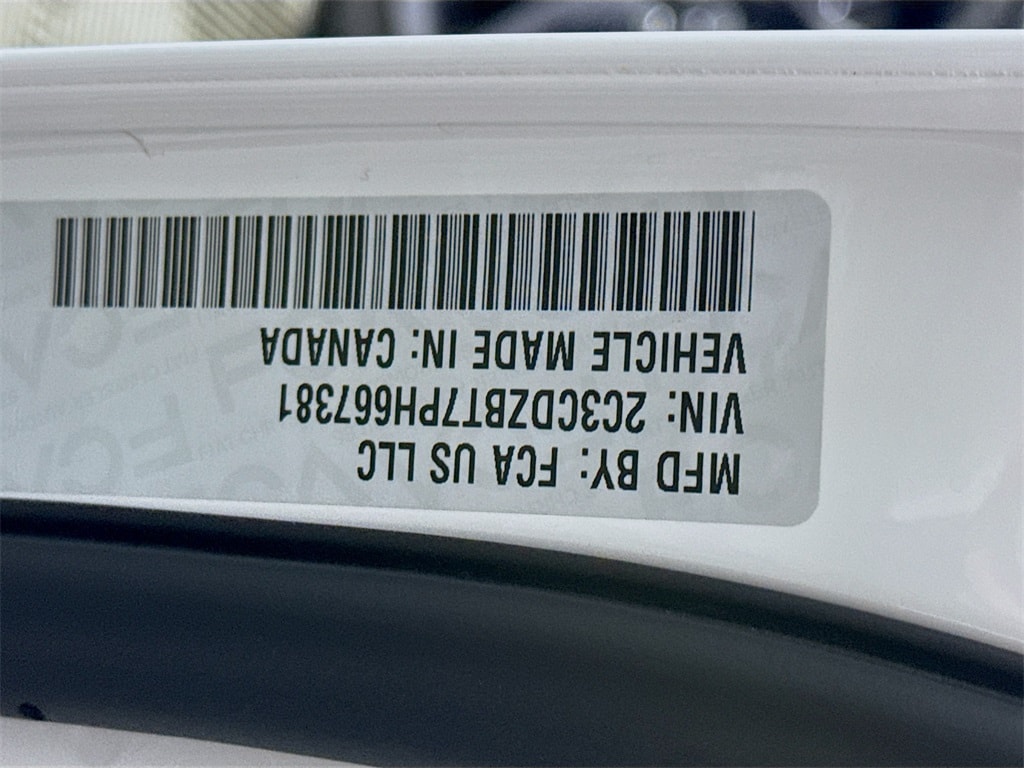 MFD BY: FCA US LLC
VIN: 2C3CDZBT7PH667381
VEHICLE MADE IN: CANADA